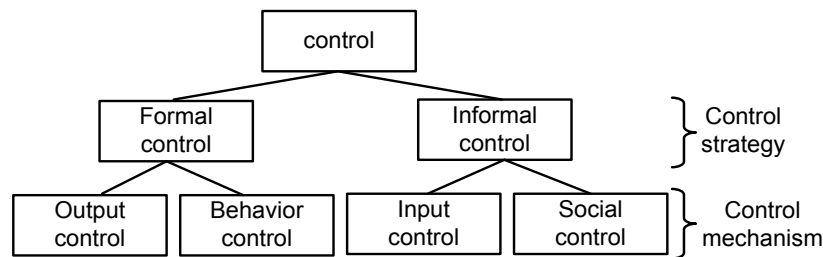 control
Formal
control
Informal
control
Control
strategy
Output
control
Behavior
control
Input
control
Social
control
Control
mechanism